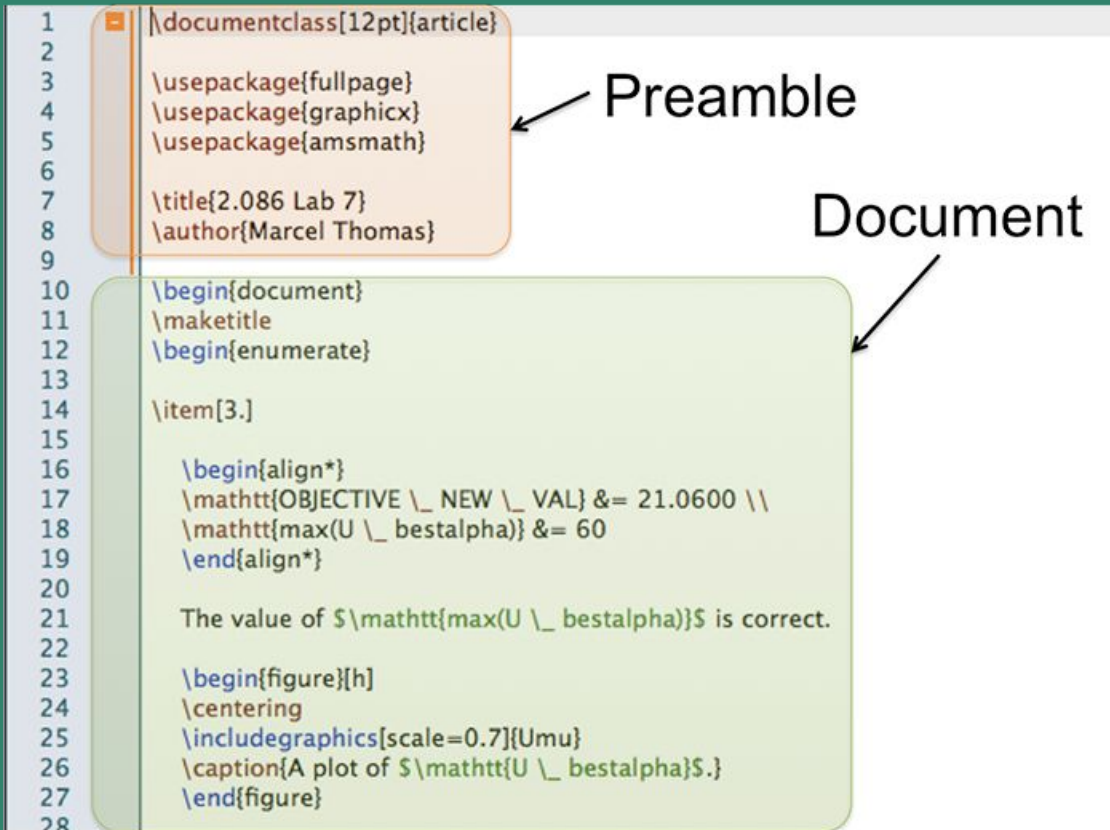 1 \documentclass[12pt]{article}
2
3 \usepackage{fullpage}
4 \usepackage{graphicx}
5 \usepackage{amsmath}
6
7 \title{2.086 Lab 7}
8 \author{Marcel Thomas}
9
Preamble
Document
10 \begin{document}
11 \maketitle
12 \begin{enumerate}
13
14 \item[3.]
15
16 \begin{align*}
17 \mathtt{OBJECTIVE \_ NEW \_ VAL} &= 21.0600 \\
18 \mathtt{max(U \_ bestalpha)} &= 60
19 \end{align*}
20
21 The value of $\mathtt{max(U \_ bestalpha)}$ is correct.
22
23 \begin{figure}[h]
24 \centering
25 \includegraphics[scale=0.7]{Umu}
26 \caption{A plot of $\mathtt{U \_ bestalpha}$.}
27 \end{figure}
28